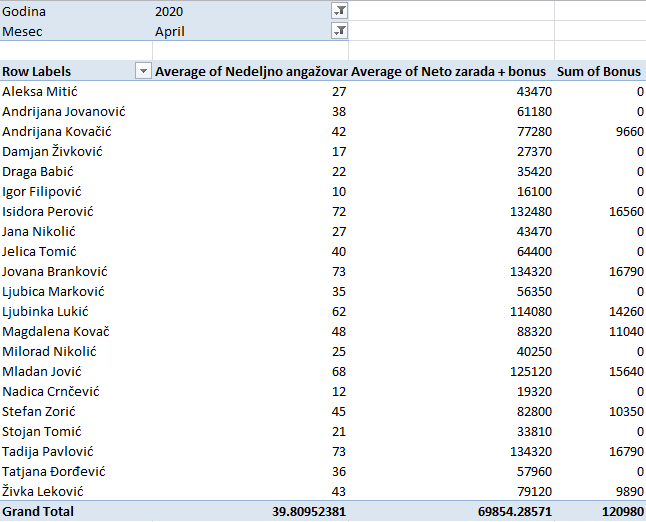 Godina 2020
Mesec April
Row Labels Average of Nedeljno angažovar Average of Neto zarada + bonus Sum of Bonus
Aleksa Mitić 27 43470 0
Andrijana Jovanović 38 61180 0
Andrijana Kovačić 42 77280 9660
Damjan Živković 17 27370 0
Draga Babić 22 35420 0
Igor Filipović 10 16100 0
Isidora Perović 72 132480 16560
Jana Nikolić 27 43470 0
Jelica Tomić 40 64400 0
Jovana Branković 73 134320 16790
Ljubica Marković 35 56350 0
Ljubinka Lukić 62 114080 14260
Magdalena Kovač 48 88320 11040
Milorad Nikolić 25 40250 0
Mladan Jović 68 125120 15640
Nadica Crnčević 12 19320 0
Stefan Zorić 45 82800 10350
Stojan Tomić 21 33810 0
Tadija Pavlović 73 134320 16790
Tatjana Đorđević 36 57960 0
Živka Leković 43 79120 9890
Grand Total 39.80952381 69854.28571 120980